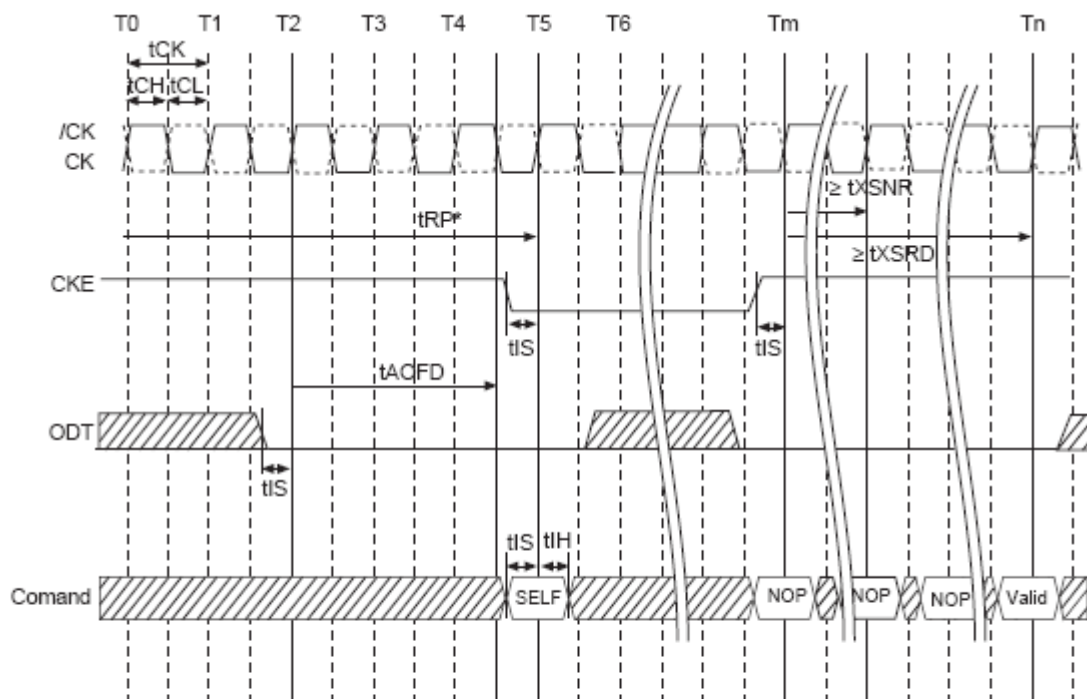 T0 T1 T2 T3 T4 T5 T6 Tm Tn
tCK
tCH tCL
/CK
CK
≥ tXSNR
tRP*
≥ tXSRD
CKE
tIS
tIS
tAOFD
ODT
tIS
tIS tIH
Comand
SELF NOP NOP NOP Valid